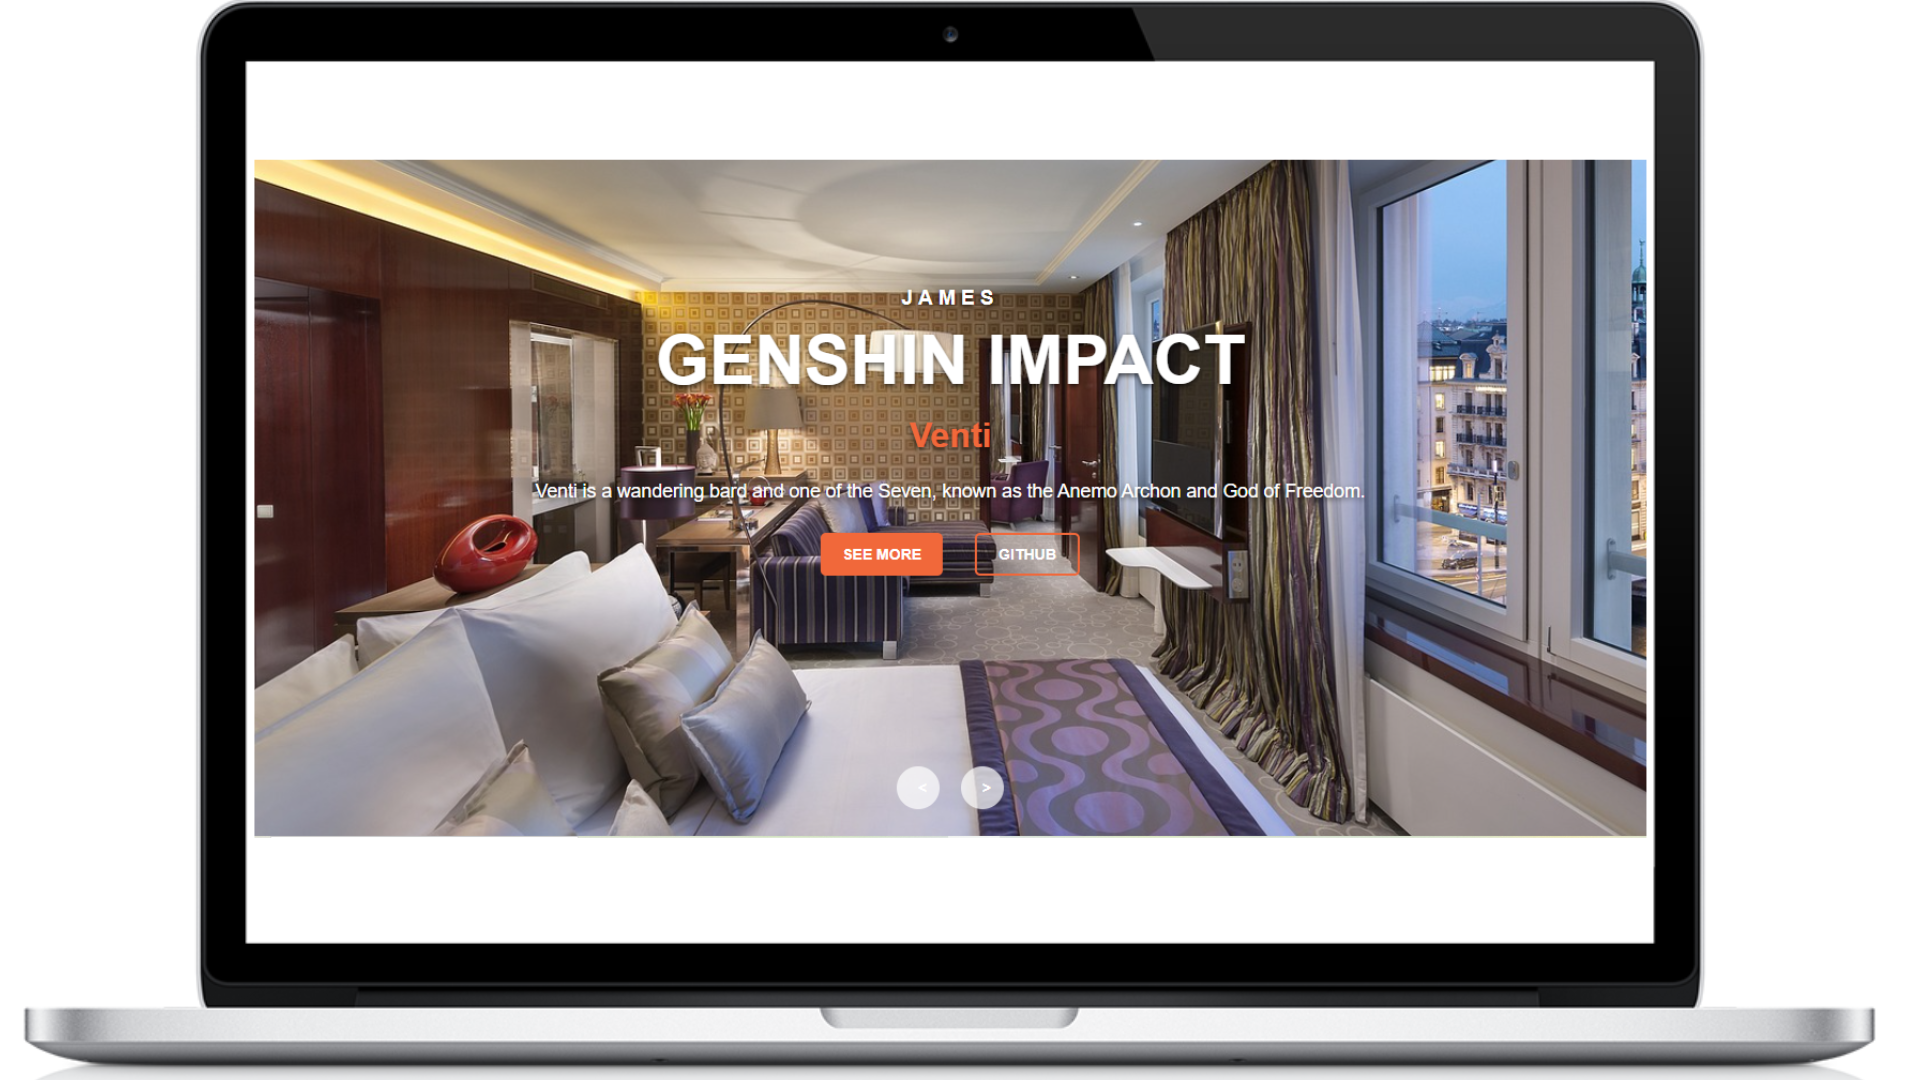 JAMES
GENSHIN IMPACT
Venti
Venti is a wandering bard and one of the Seven, known as the Anemo Archon and God of Freedom.
SEE MORE
GITHUB
< >